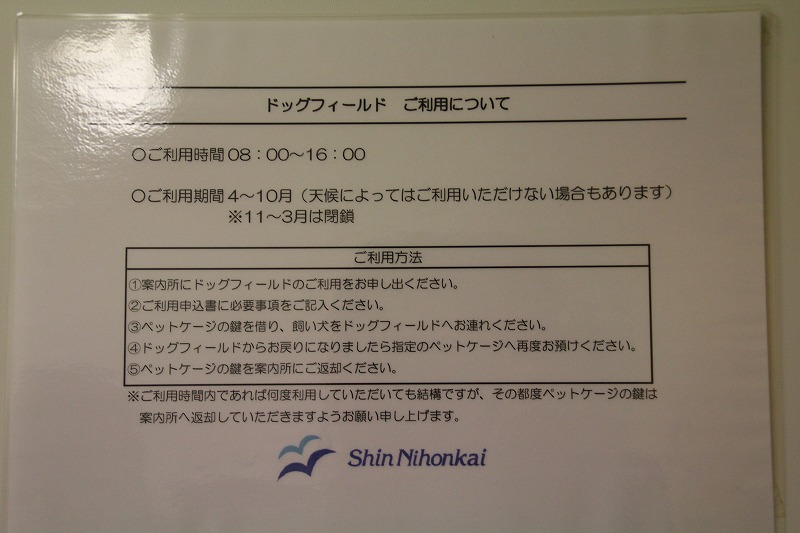 ドッグフィールド ご利用について
○ご利用時間 08：00～16：00
○ご利用期間 4～10月（天候によってはご利用いただけない場合もあります）
※11～3月は閉鎖
ご利用方法
①案内所にドッグフィールドのご利用をお申し出ください。
②ご利用申込書に必要事項をご記入ください。
③ペットケージの鍵を借り、飼い犬をドッグフィールドへお連れください。
④ドッグフィールドからお戻りになりましたら指定のペットケージへ再度お預けください。
⑤ペットケージの鍵を案内所にご返却ください。
※ご利用時間内であれば何度利用していただいても結構ですが、その都度ペットケージの鍵は
案内所へ返却していただきますようお願い申し上げます。
Shin Nihonkai